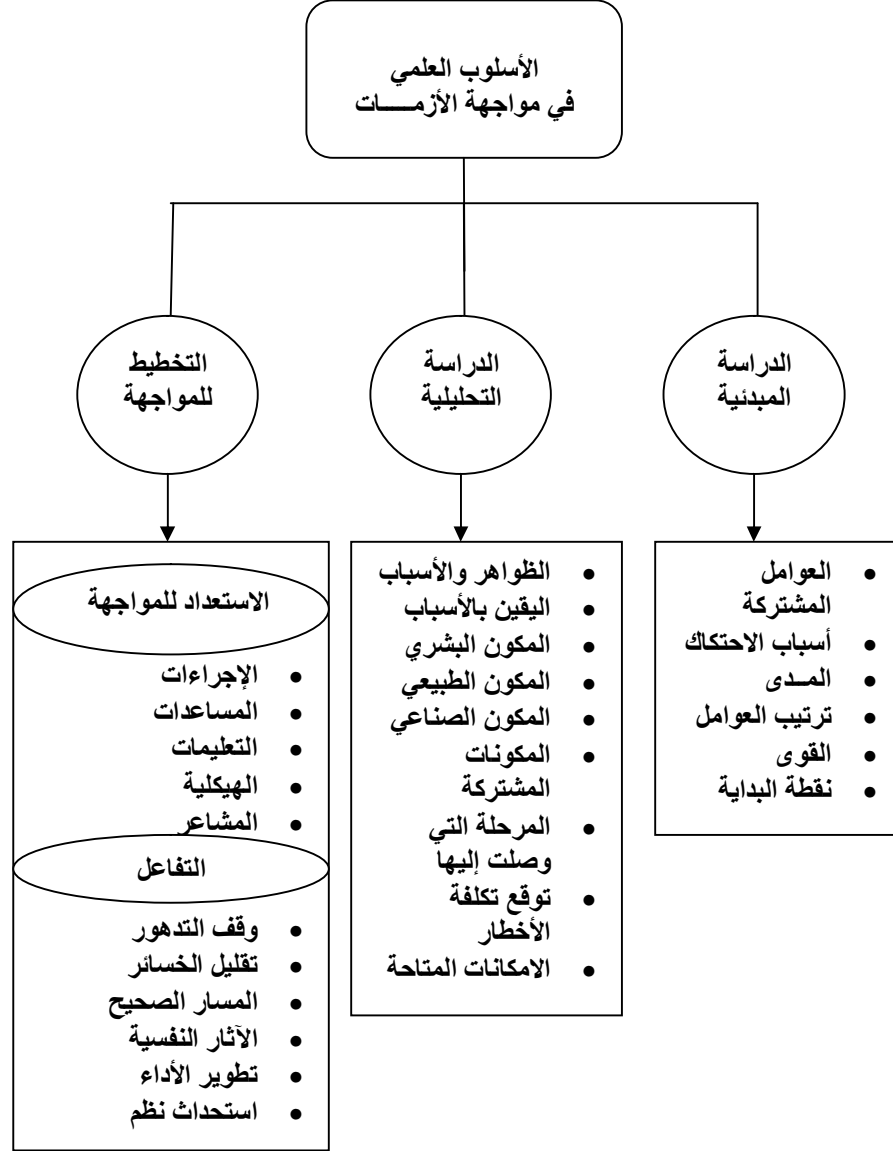 الأسلوب العلمي
في مواجهة الأزمـــــات
الدراسة
المبدئية
الدراسة
التحليلية
التخطيط
للمواجهة
• العوامل
المشتركة
• أسباب الاحتكاك
• المـدى
• ترتيب العوامل
• القوى
• نقطة البداية
• الظواهر والأسباب
• اليقين بالأسباب
• المكون البشري
• المكون الطبيعي
• المكون الصناعي
• المكونات
المشتركة
• المرحلة التي
وصلت إليها
• توقع تكلفة
الأخطار
• الامكانات المتاحة
الاستعداد للمواجهة
• الإجراءات
• المساعدات
• التعليمات
• الهيكلية
• المشاعر
التفاعل
• وقف التدهور
• تقليل الخسائر
• المسار الصحيح
• الآثار النفسية
• تطوير الأداء
• استحداث نظم